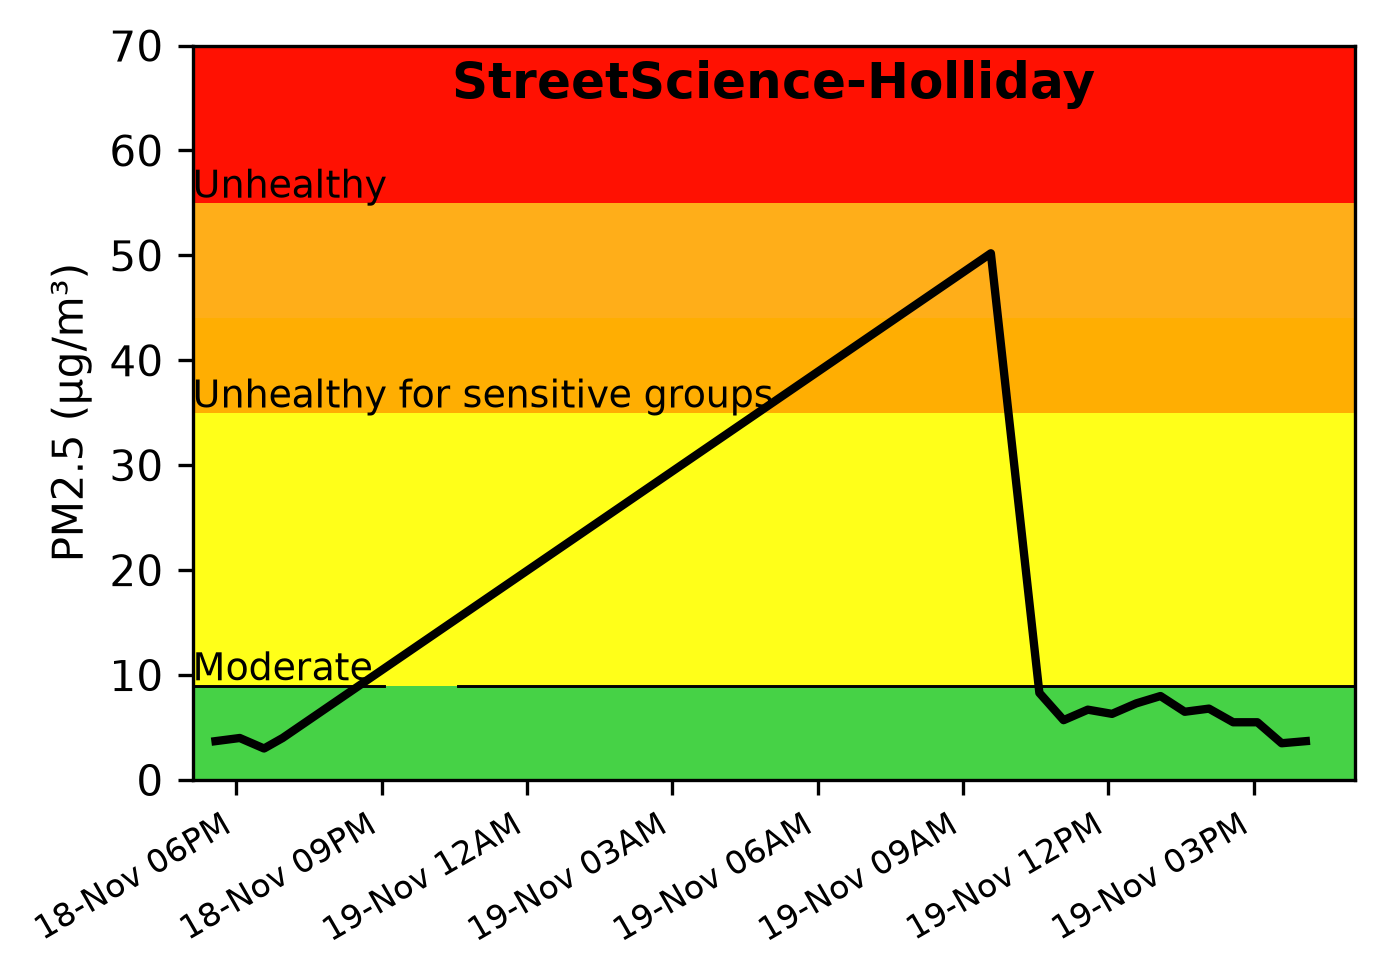 StreetScience-Holliday
70
60
50
40
30
20
10
0
PM2.5 (µg/m³)
Unhealthy
Unhealthy for sensitive groups
Moderate
18-Nov 06PM
18-Nov 09PM
19-Nov 12AM
19-Nov 03AM
19-Nov 06AM
19-Nov 09AM
19-Nov 12PM
19-Nov 03PM